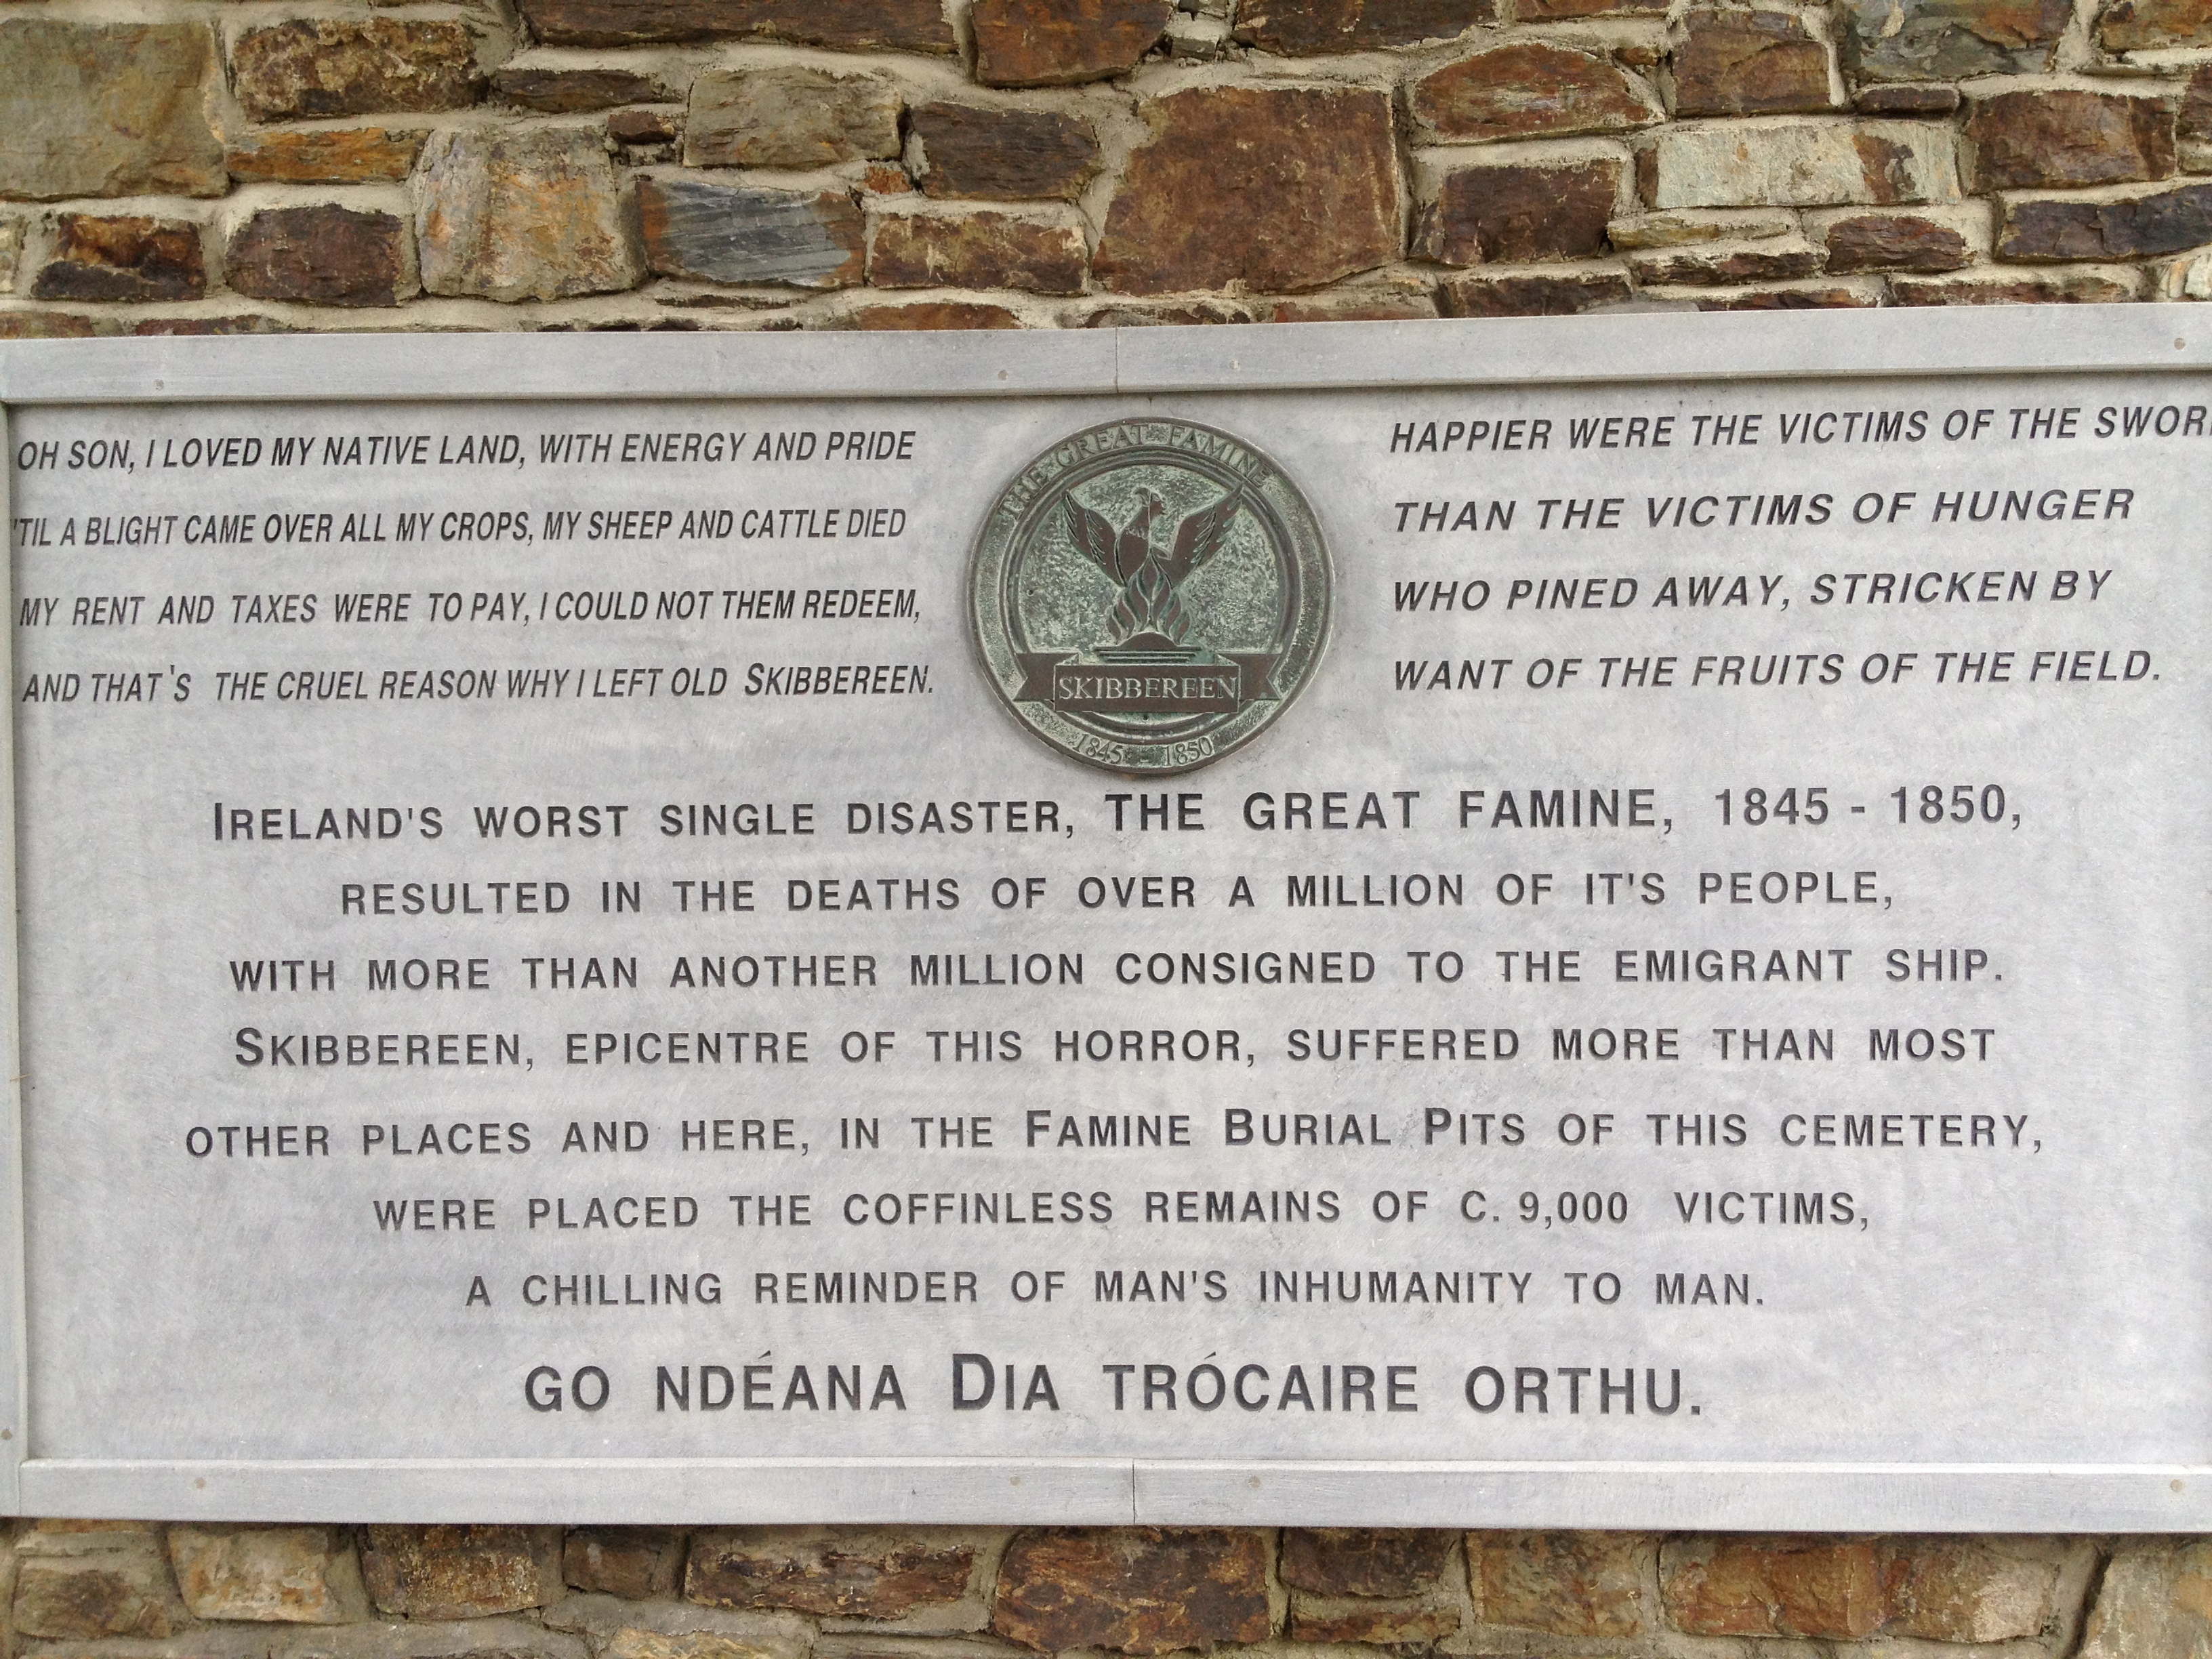 OH SON, I LOVED MY NATIVE LAND, WITH ENERGY AND PRIDE
'TIL A BLIGHT CAME OVER ALL MY CROPS, MY SHEEP AND CATTLE DIED
MY RENT AND TAXES WERE TO PAY, I COULD NOT THEM REDEEM,
AND THAT'S THE CRUEL REASON WHY I LEFT OLD SKIBBEREEN.
THE GREAT FAMINE
SKIBBEREEN
1845 - 1850
HAPPIER WERE THE VICTIMS OF THE SWOR
THAN THE VICTIMS OF HUNGER
WHO PINED AWAY, STRICKEN BY
WANT OF THE FRUITS OF THE FIELD.
IRELAND'S WORST SINGLE DISASTER, THE GREAT FAMINE, 1845 - 1850,
RESULTED IN THE DEATHS OF OVER A MILLION OF IT'S PEOPLE,
WITH MORE THAN ANOTHER MILLION CONSIGNED TO THE EMIGRANT SHIP.
SKIBBEREEN, EPICENTRE OF THIS HORROR, SUFFERED MORE THAN MOST
OTHER PLACES AND HERE, IN THE FAMINE BURIAL PITS OF THIS CEMETERY,
WERE PLACED THE COFFINLESS REMAINS OF C. 9,000 VICTIMS,
A CHILLING REMINDER OF MAN'S INHUMANITY TO MAN.
GO NDÉANA DIA TRÓCAIRE ORTHU.